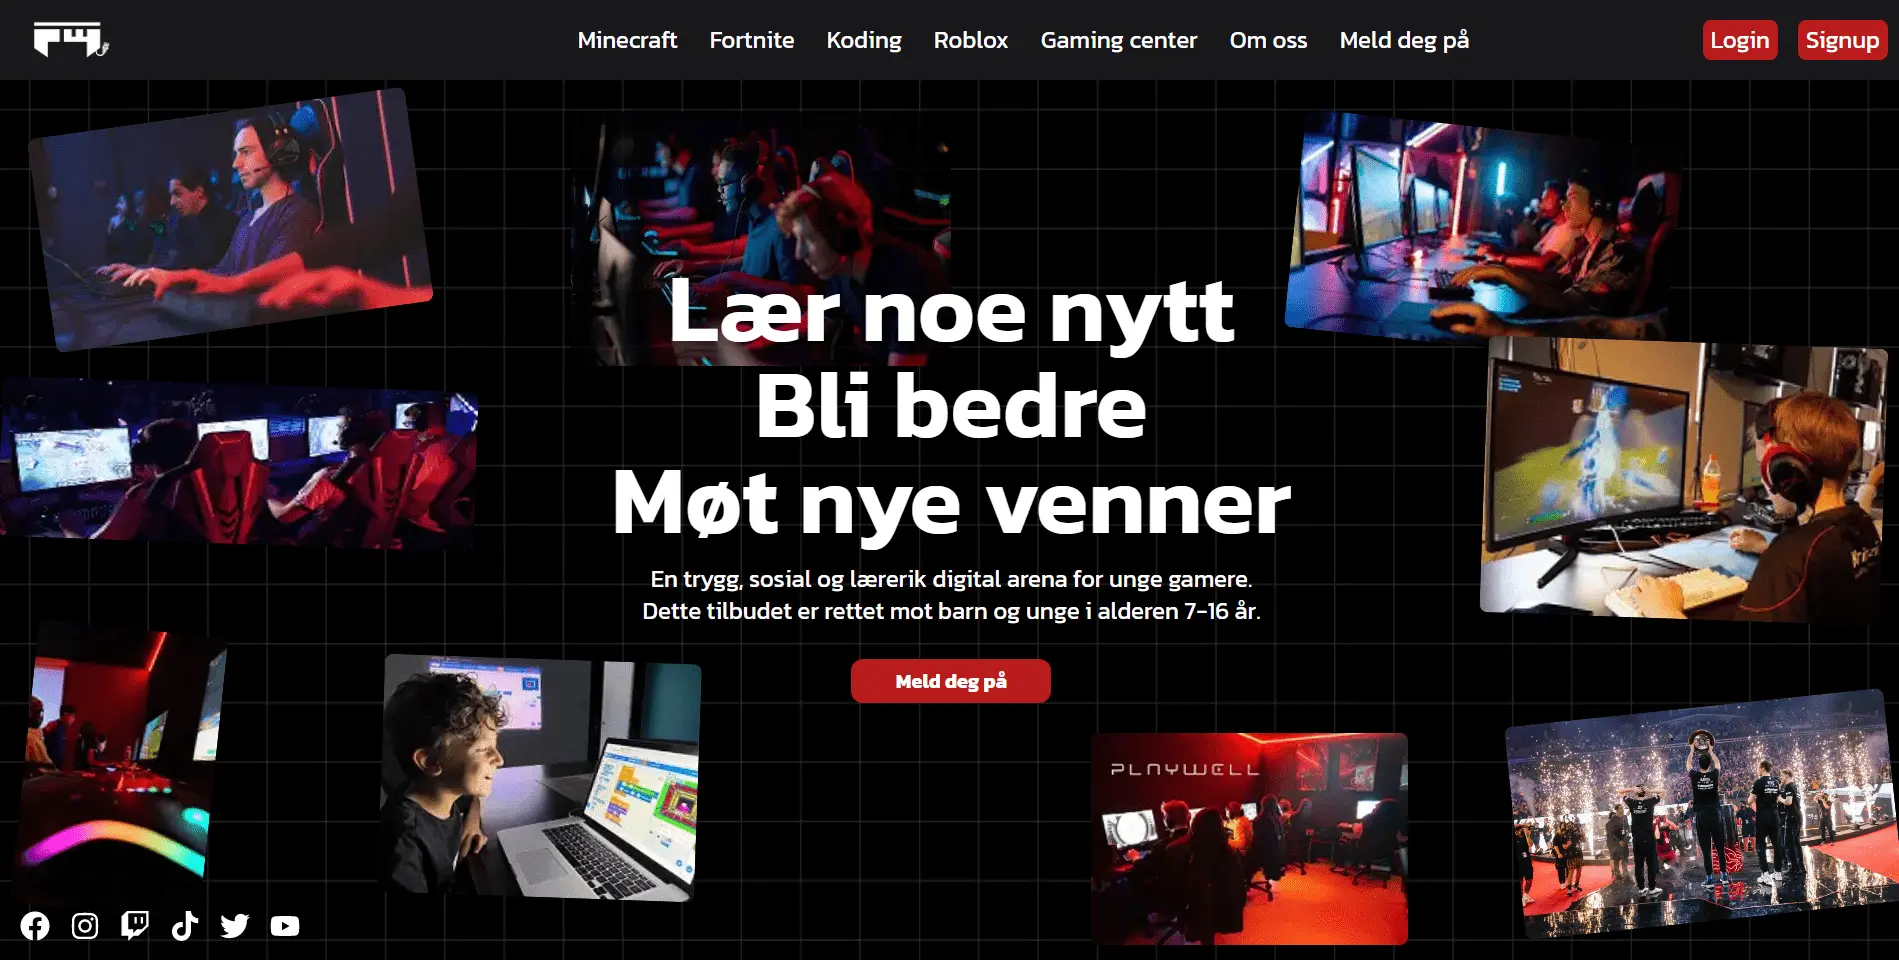 Minecraft Fortnite Koding Roblox Gaming center Om oss Meld deg på Login Signup
Lær noe nytt
Bli bedre
Møt nye venner
En trygg, sosial og lærerik digital arena for unge gamere.
Dette tilbudet er rettet mot barn og unge i alderen 7-16 år.
Meld deg på
PLAYWELL